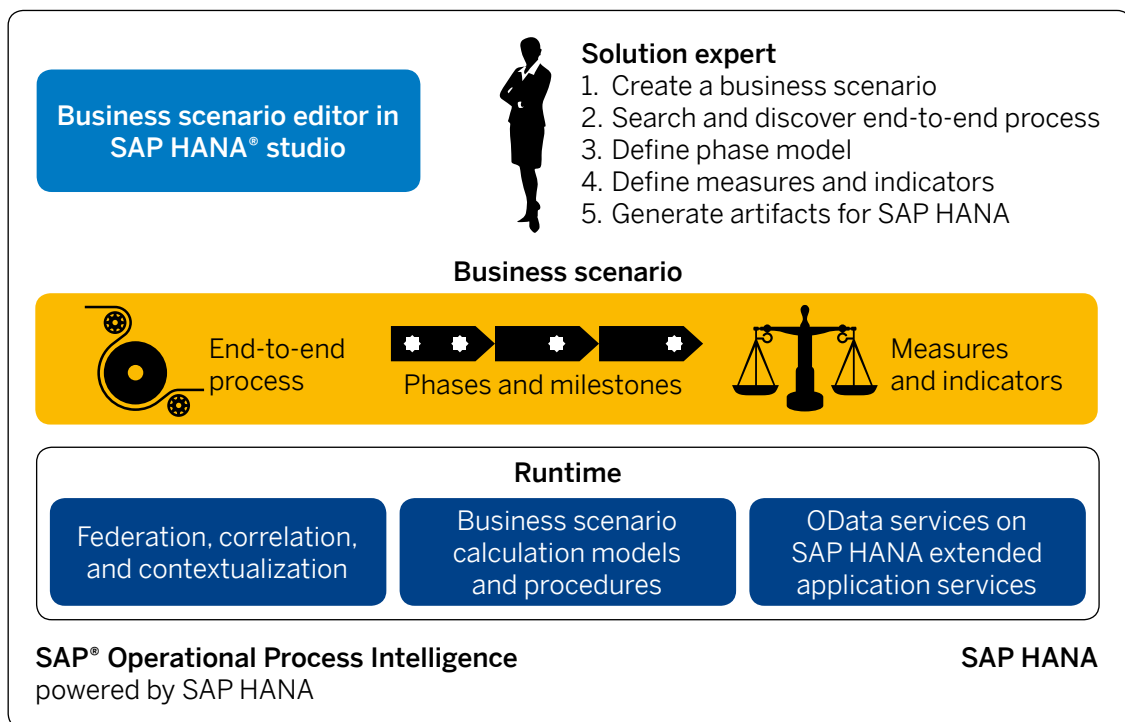 Business scenario editor in
SAP HANA® studio
Solution expert
1. Create a business scenario
2. Search and discover end-to-end process
3. Define phase model
4. Define measures and indicators
5. Generate artifacts for SAP HANA
Business scenario
End-to-end
process
Phases and milestones
Measures
and indicators
Runtime
Federation, correlation,
and contextualization
Business scenario
calculation models
and procedures
OData services on
SAP HANA extended
application services
SAP® Operational Process Intelligence
powered by SAP HANA
SAP HANA